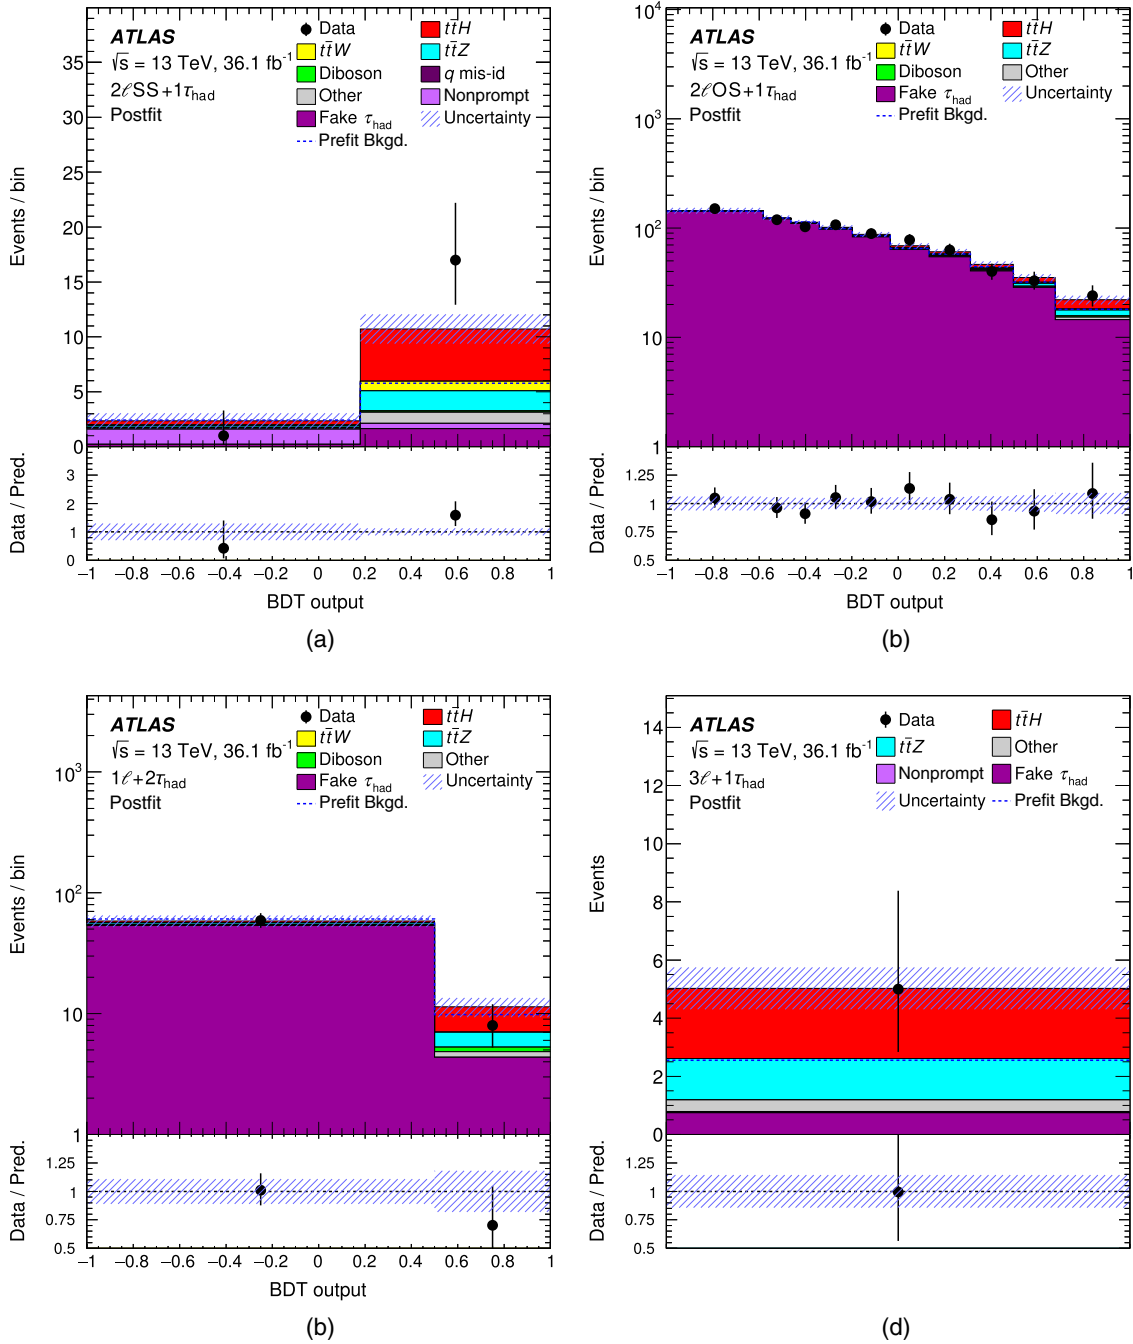 ATLAS
√s = 13 TeV, 36.1 fb-1
2ℓSS+1τhad
Postfit
Data
tt̄H
tt̄W
tt̄Z
Diboson
q mis-id
Other
Nonprompt
Fake τhad
Uncertainty
Prefit Bkgd.
Events / bin
35
30
25
20
15
10
5
0
Data / Pred.
3
2
1
0
−1 −0.8 −0.6 −0.4 −0.2 0 0.2 0.4 0.6 0.8 1
BDT output
(a)
ATLAS
√s = 13 TeV, 36.1 fb-1
2ℓOS+1τhad
Postfit
Data
tt̄H
tt̄W
tt̄Z
Diboson
Other
Fake τhad
Uncertainty
Prefit Bkgd.
Events / bin
10^4
10^3
10^2
10
1
Data / Pred.
1.25
1
0.75
0.5
−1 −0.8 −0.6 −0.4 −0.2 0 0.2 0.4 0.6 0.8 1
BDT output
(b)
ATLAS
√s = 13 TeV, 36.1 fb-1
1ℓ+2τhad
Postfit
Data
tt̄H
tt̄W
tt̄Z
Diboson
Other
Fake τhad
Uncertainty
Prefit Bkgd.
Events / bin
10^3
10^2
10
1
Data / Pred.
1.25
1
0.75
0.5
−1 −0.8 −0.6 −0.4 −0.2 0 0.2 0.4 0.6 0.8 1
BDT output
(b)
ATLAS
√s = 13 TeV, 36.1 fb-1
3ℓ+1τhad
Postfit
Data
tt̄H
tt̄Z
Other
Nonprompt
Fake τhad
Uncertainty
Prefit Bkgd.
Events
14
12
10
8
6
4
2
0
Data / Pred.
1.25
1
0.75
0.5
(d)